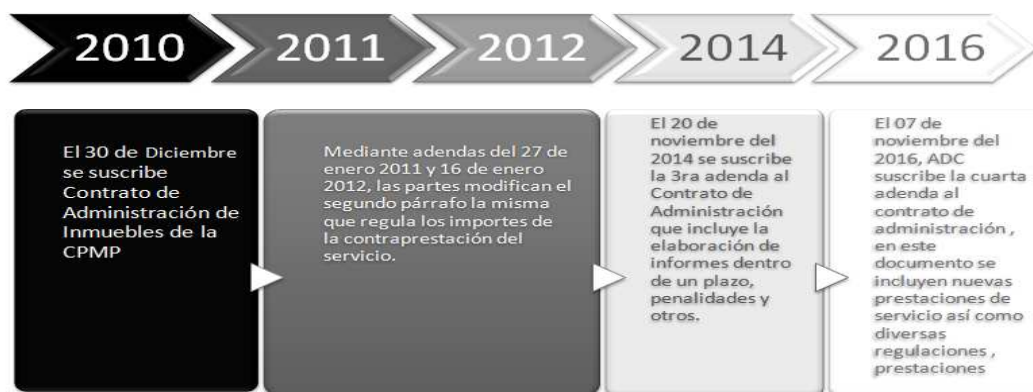 2010
2011
2012
2014
2016
El 30 de Diciembre
se suscribe
Contrato de
Administración de
Inmuebles de la
CPMP
Mediante adendas del 27 de
enero 2011 y 16 de enero
2012, las partes modifican el
segundo párrafo la misma
que regula los importes de
la contraprestación del
servicio.
El 20 de
noviembre del
2014 se suscribe
la 3ra adenda al
Contrato de
Administración
que incluye la
elaboración de
informes dentro
de un plazo,
penalidades y
otros.
El 07 de
noviembre del
2016, ADC
suscribe la cuarta
adenda al
contrato de
administración ,
en este
documento se
incluyen nuevas
prestaciones de
servicio así como
diversas
regulaciones ,
prestaciones